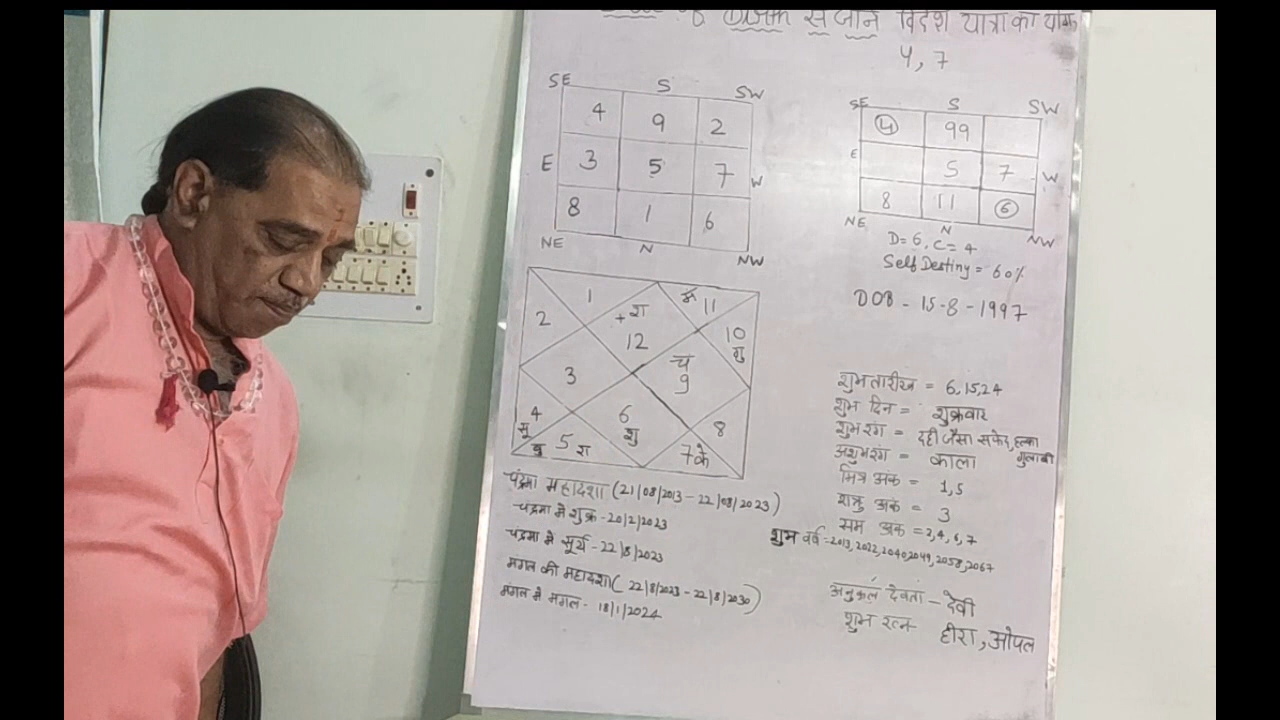 से जाने विदेश यात्रा का योग
4, 7
SE S SW
4 9 2
E 3 5 7 W
8 1 6
NE N NW
SE S SW
4 99
E 5 7 W
8 11 6
NE N NW
D= 6, C= 4
Self Destiny = 60%
DOB - 15-8-1997
1 + श 11
2 12 10 गु
3 च 9
4 6 शु 8
सू बु 5 रा 7 के
चंद्रमा महादशा (21/08/2013 - 22/08/2023)
चंद्रमा मे शुक्र - 20/2/2023
चंद्रमा मे सूर्य - 22/8/2023
मंगल की महादशा ( 22/8/2023 - 22/8/2030)
मंगल मे मंगल - 18/1/2024
शुभ तारीख = 6, 15, 24
शुभ दिन = शुक्रवार
शुभ रंग = दही जैसा सफेद, हल्का गुलाबी
अशुभ रंग = काला
मित्र अंक = 1, 5
शत्रु अंक = 3
सम अंक = 2, 4, 6, 7
शुभ वर्ष - 2013, 2022, 2040, 2049, 2058, 2067
अनुकूल देवता - देवी
शुभ रत्न - हीरा, ओपल